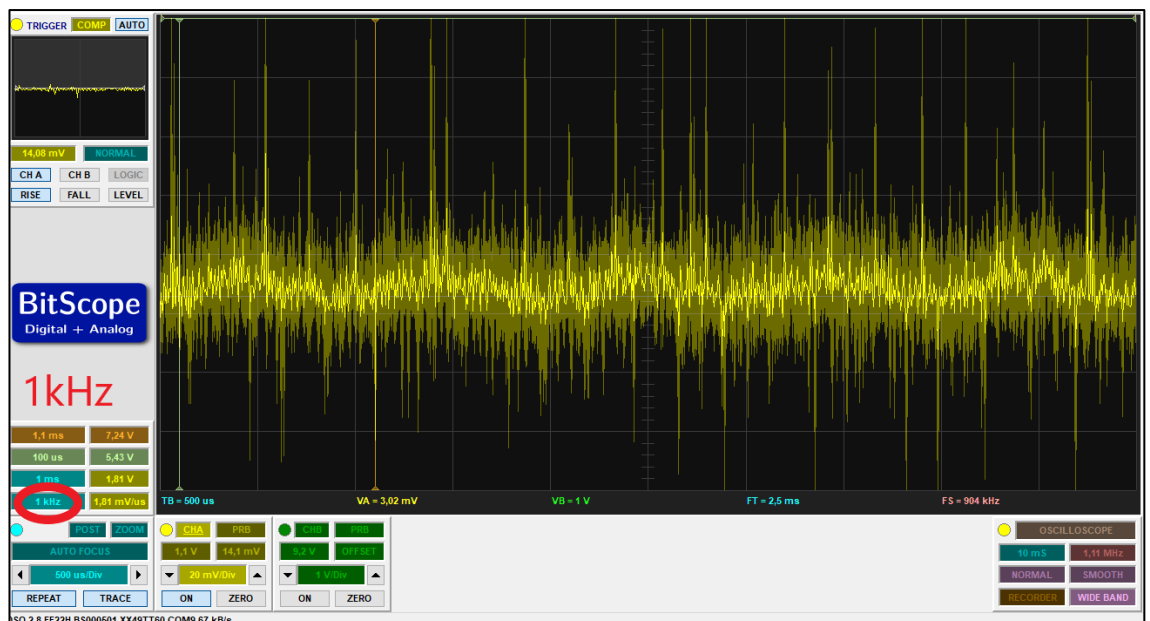 TRIGGER COMP AUTO
14,08 mV NORMAL
CH A CH B LOGIC
RISE FALL LEVEL
BitScope
Digital + Analog
1kHz
1,1 ms 7,24 V
100 us 5,43 V
1 ms 1,81 V
1 kHz 1,81 mV/us
TB = 500 us VA = 3,02 mV VB = 1 V FT = 2,5 ms FS = 904 kHz
POST ZOOM CHA PRB CHB PRB OSCILLOSCOPE
AUTO FOCUS 1,1 V 14,1 mV 9,2 V OFFSET 10 mS 1,11 MHz
500 us/Div 20 mV/Div 1 V/Div NORMAL SMOOTH
REPEAT TRACE ON ZERO ON ZERO RECORDER WIDE BAND